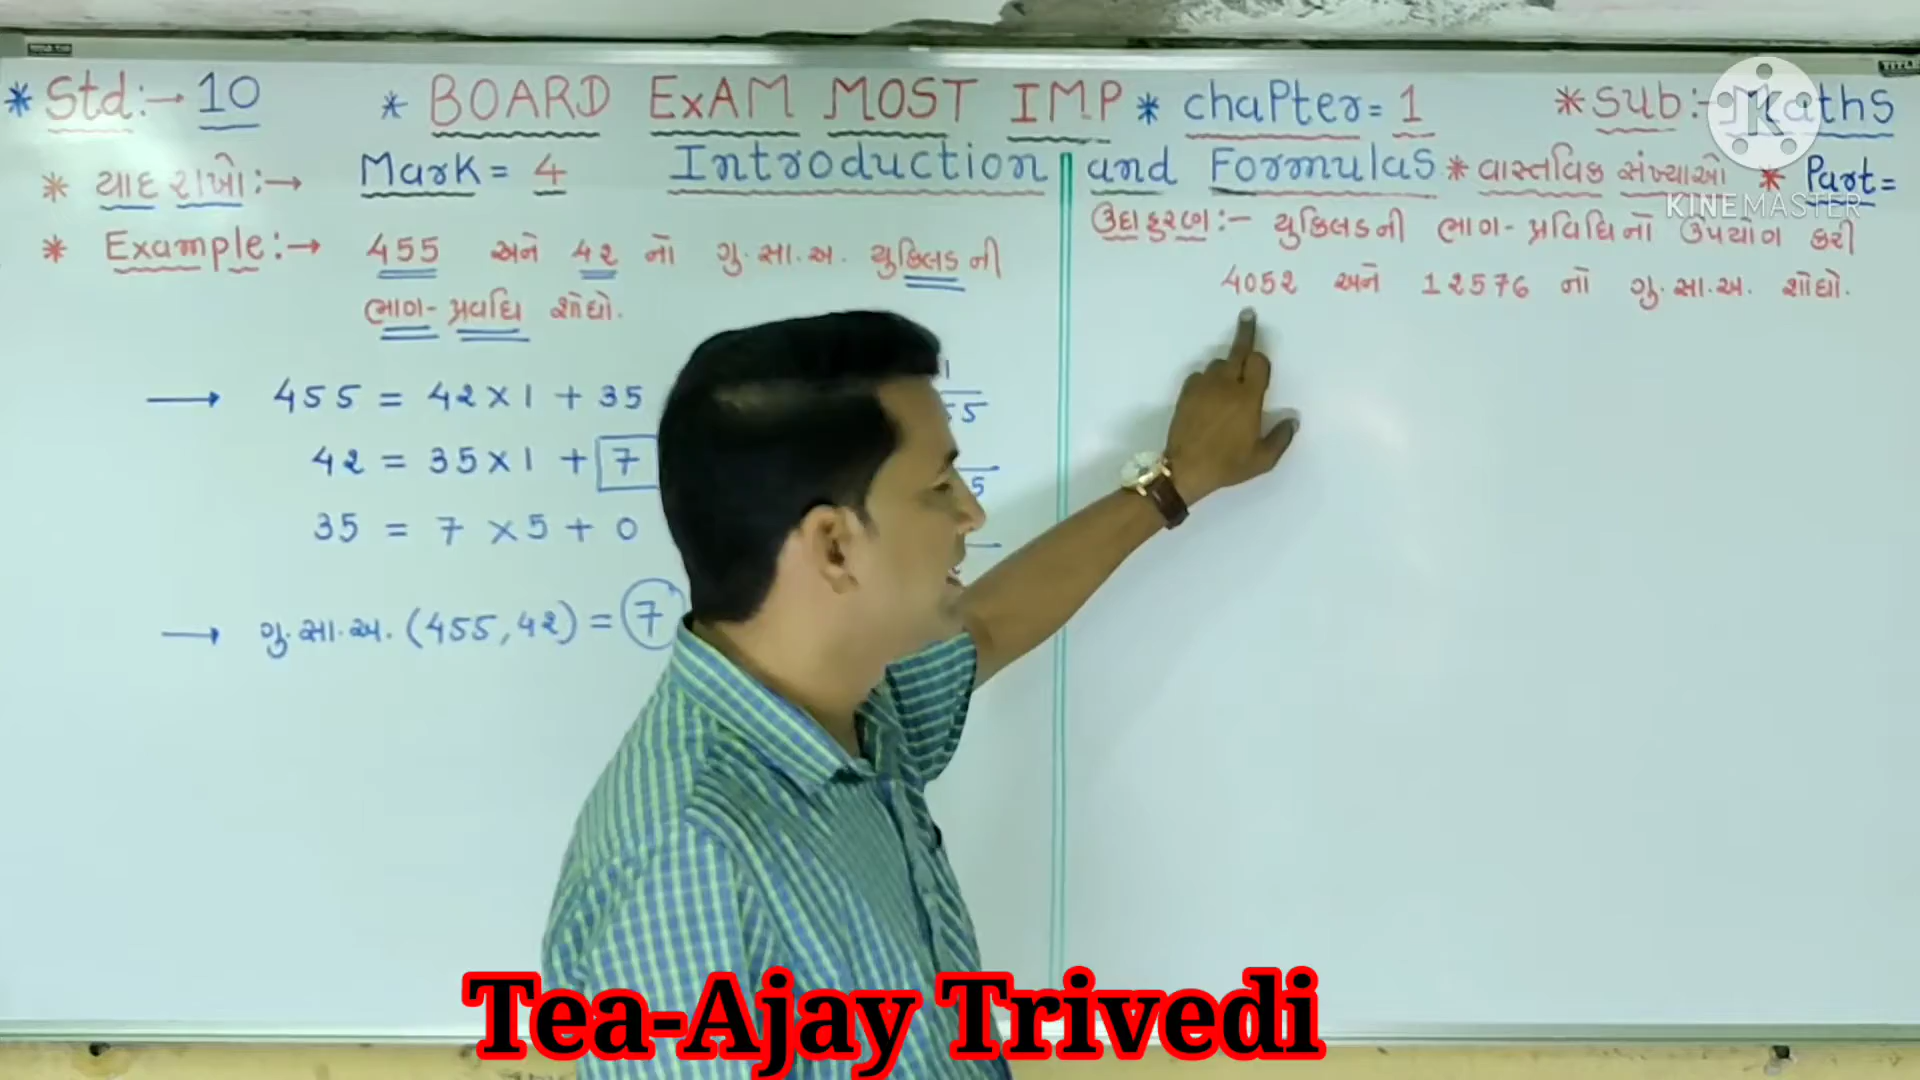 * Std:- → 10 * BOARD ExAM MOST IMP * chaPter = 1 * Sub:- Maths
* યાદ રાખો :→ Mark = 4 Introduction and Formulas * વાસ્તવિક સંખ્યાઓ * Part =
KINEMASTER
* Example :→ 455 અને 42 નો ગુ.સા.અ. યુક્લિડ ની
ભાગ- પ્રવધિ શોધો.
→ 455 = 42 × 1 + 35
42 = 35 × 1 + 7
35 = 7 × 5 + 0
→ ગુ.સા.અ. (455, 42) = 7
ઉદાહરણ :- યુક્લિડની ભાગ- પ્રવિધિનો ઉપયોગ કરી
4052 અને 12576 નો ગુ.સા.અ. શોધો.
Tea-Ajay Trivedi